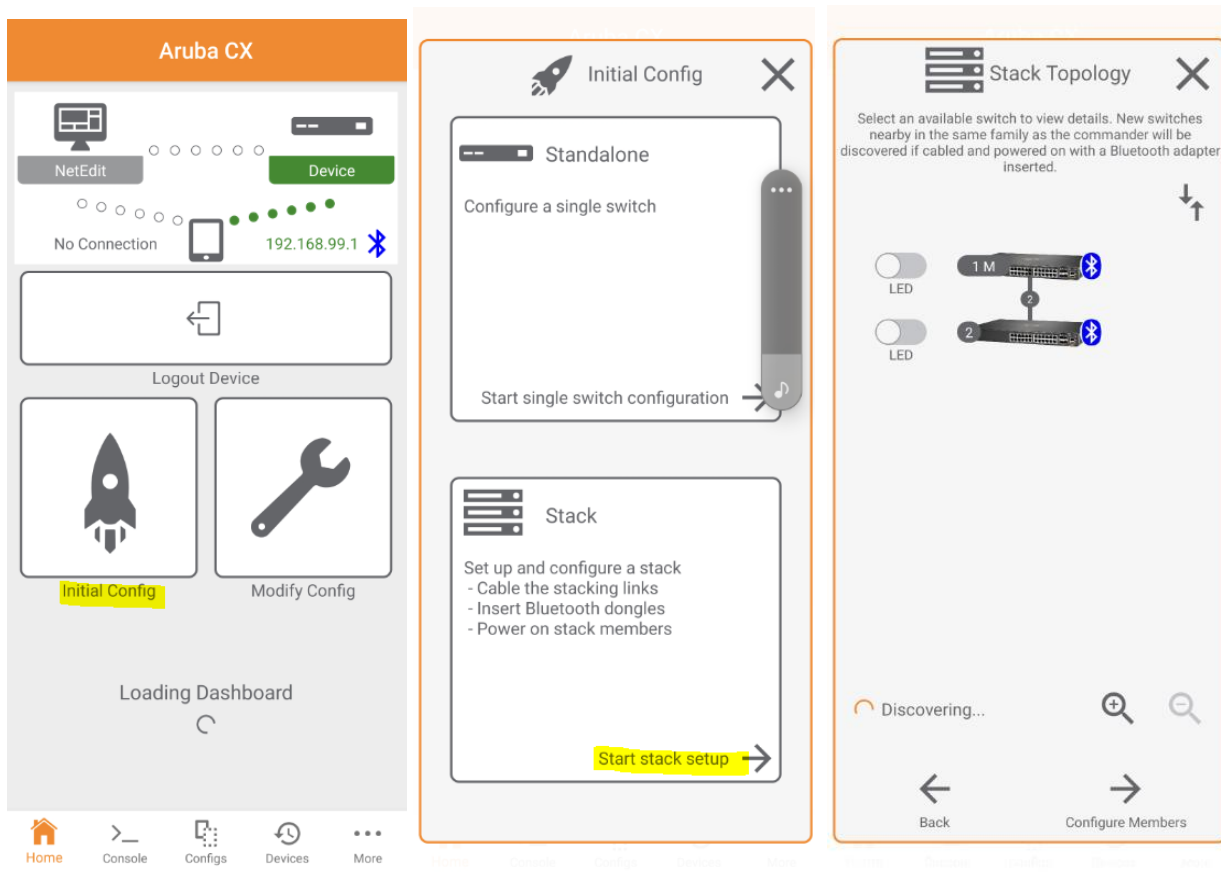 Aruba CX
NetEdit
Device
No Connection
192.168.99.1
Logout Device
Initial Config
Modify Config
Loading Dashboard
Home
Console
Configs
Devices
More
Initial Config
Standalone
Configure a single switch
Start single switch configuration
Stack
Set up and configure a stack
- Cable the stacking links
- Insert Bluetooth dongles
- Power on stack members
Start stack setup
Stack Topology
Select an available switch to view details. New switches
nearby in the same family as the commander will be
discovered if cabled and powered on with a Bluetooth adapter
inserted.
LED
1 M
2
LED
2
Discovering...
Back
Configure Members